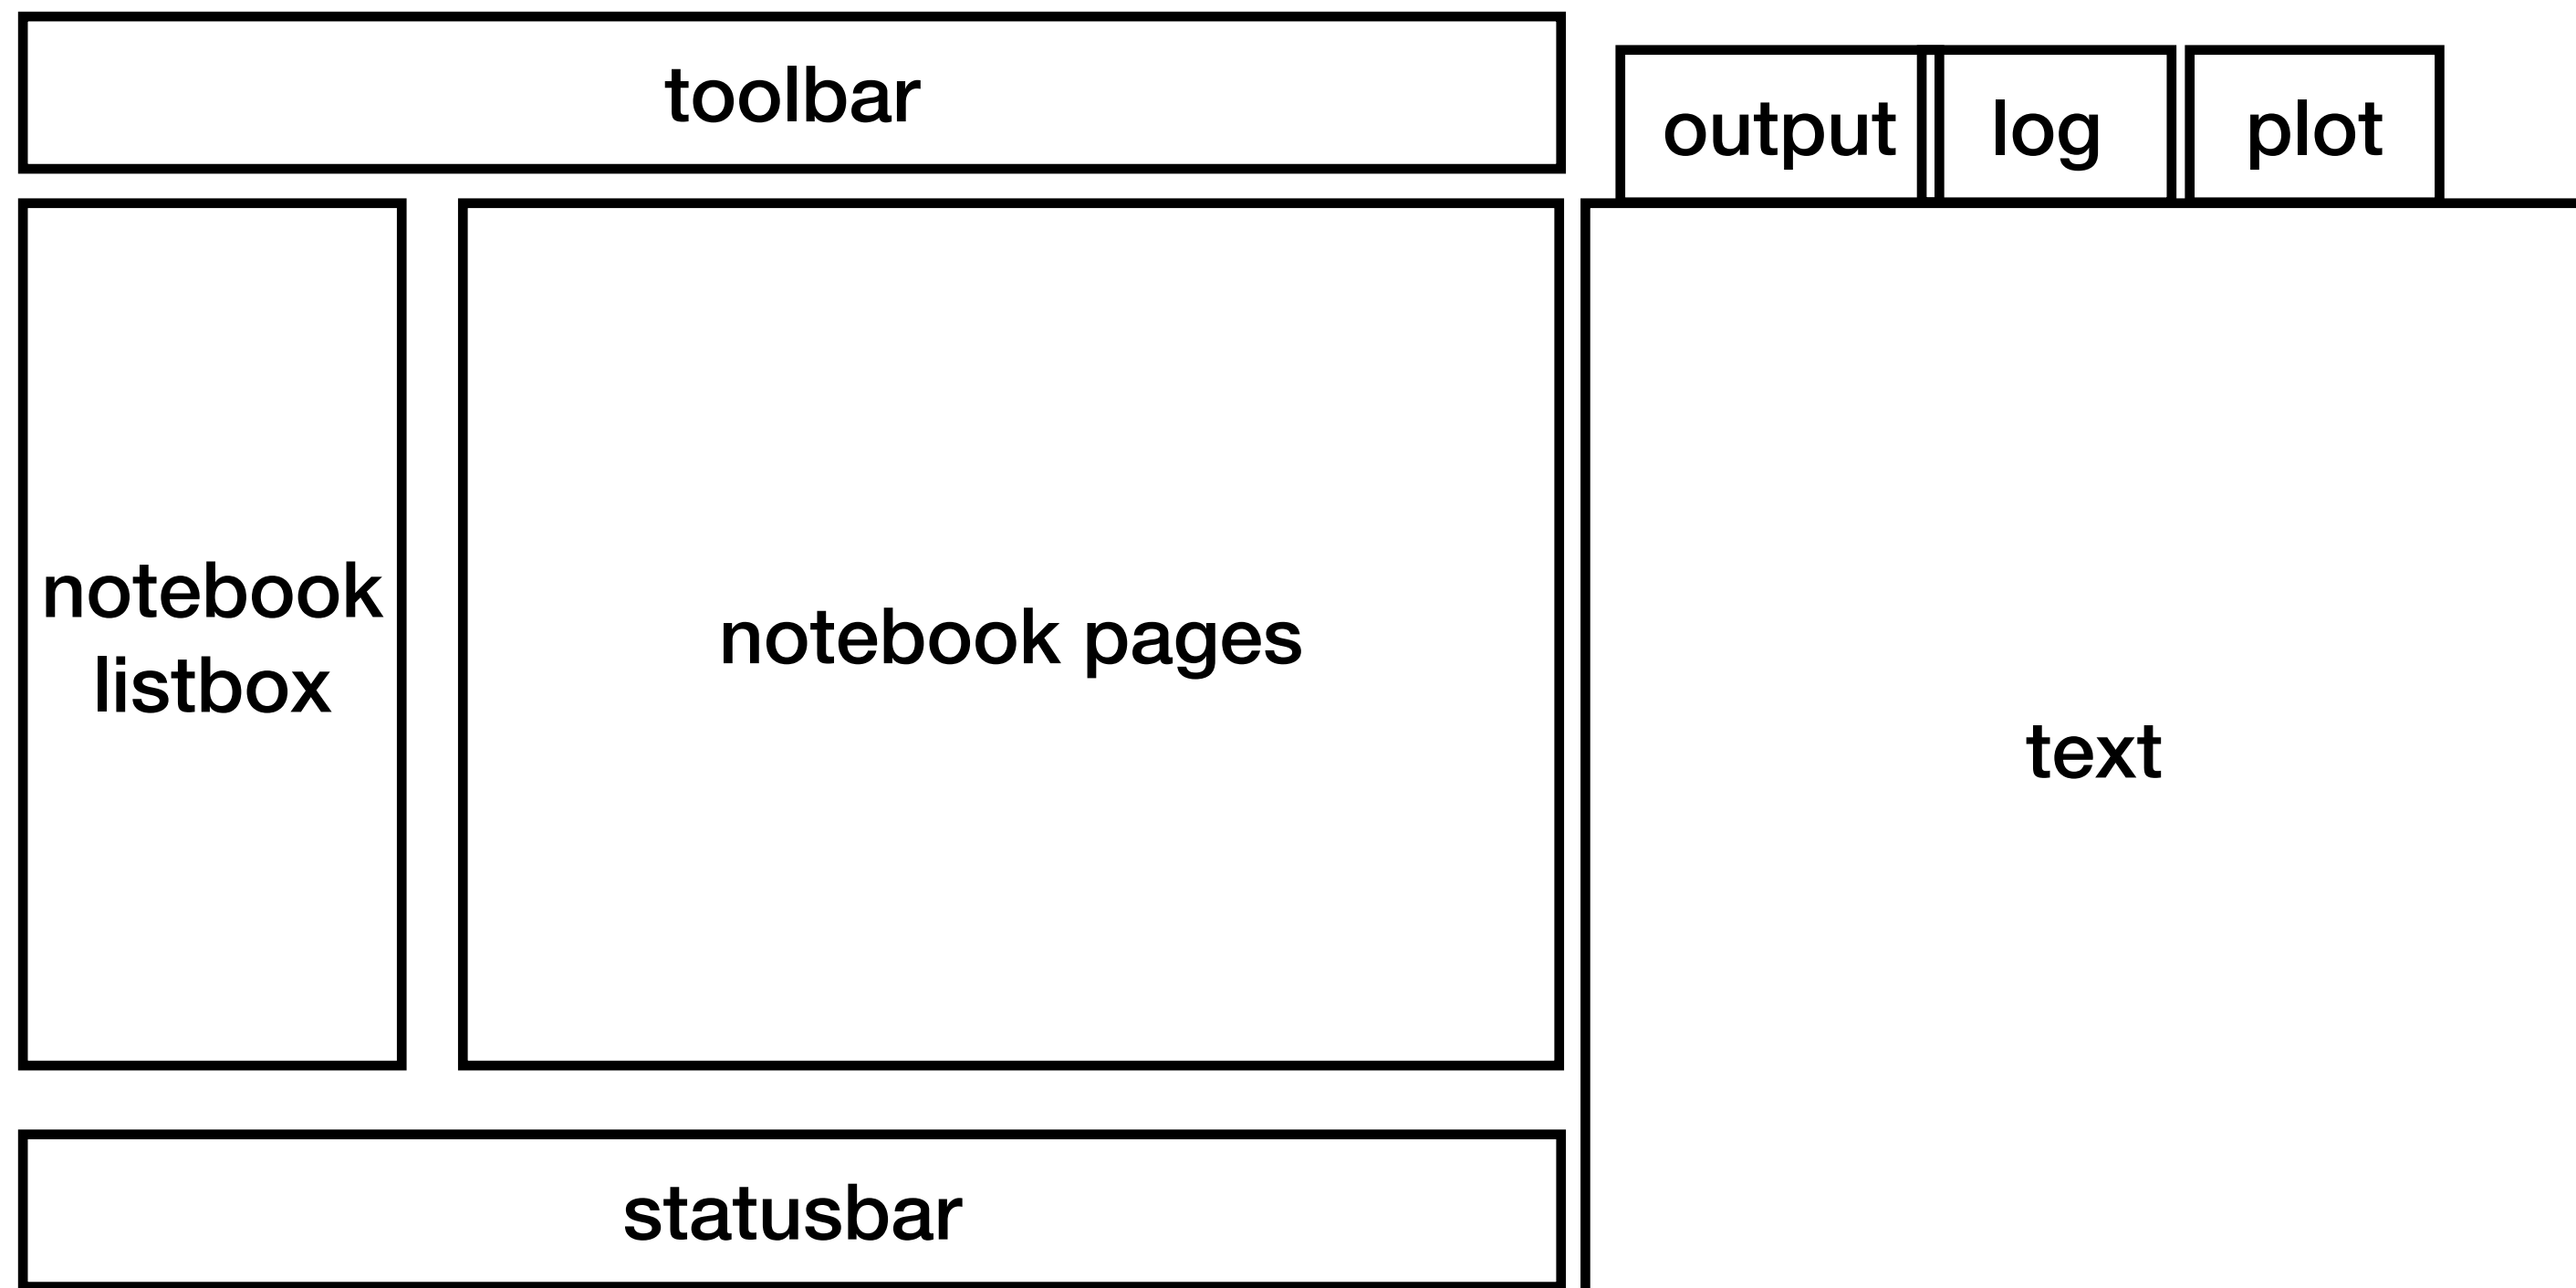 toolbar
output
log
plot
notebook
listbox
notebook pages
text
statusbar